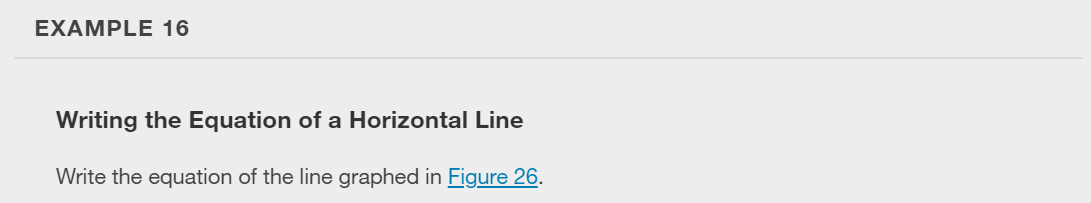 EXAMPLE 16
Writing the Equation of a Horizontal Line
Write the equation of the line graphed in Figure 26.